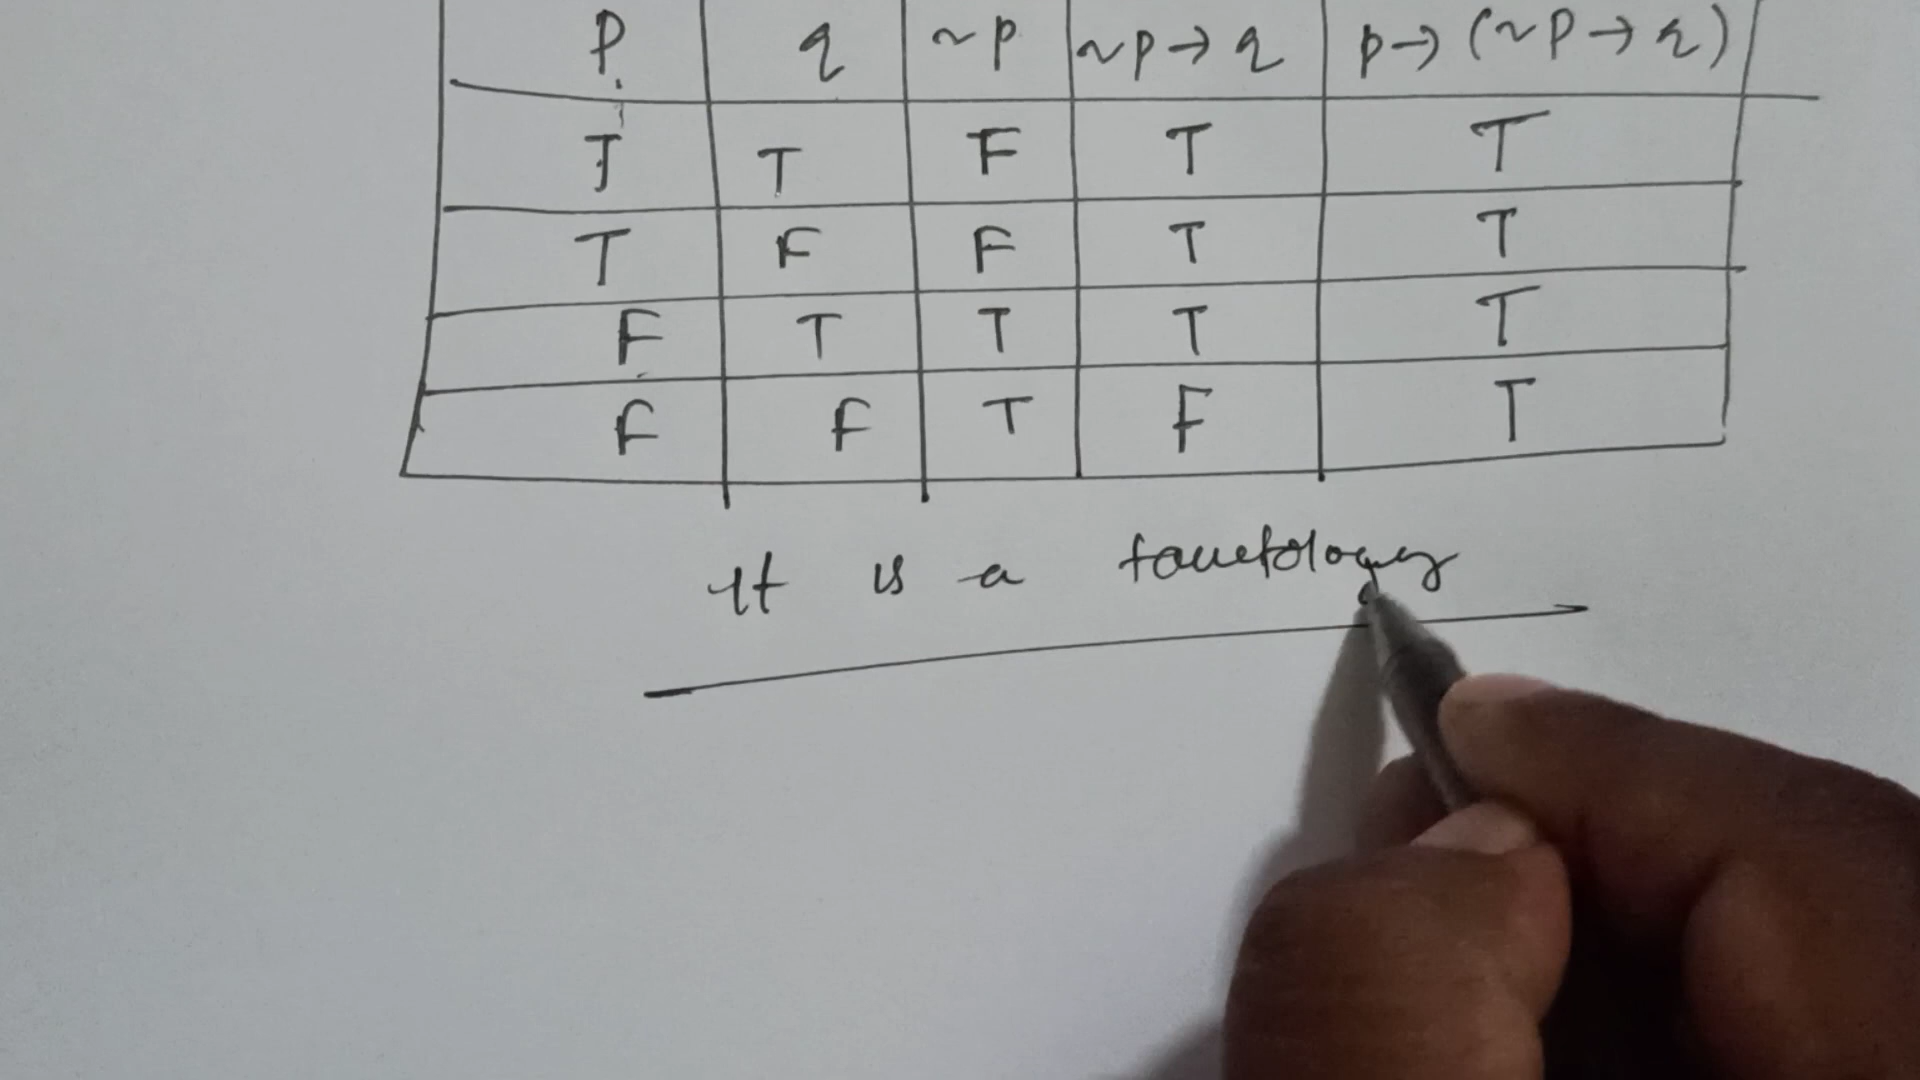 p q ~p ~p→q p→(~p→q)
T T F T T
T F F T T
F T T T T
F F T F T
It is a tautology